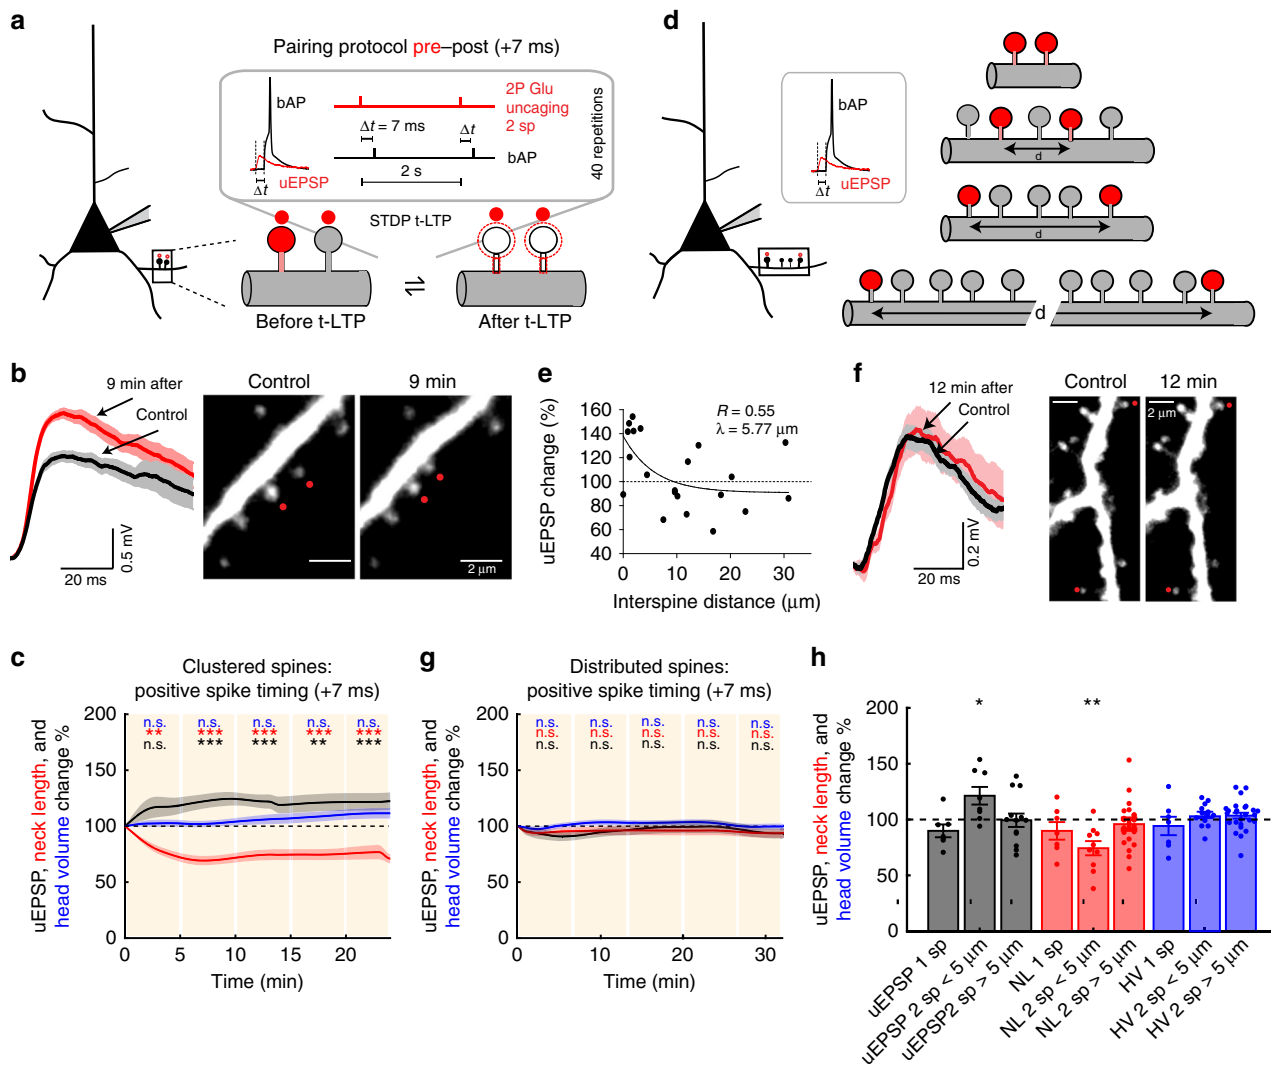 a
Pairing protocol pre–post (+7 ms)
bAP
uEPSP
Δt
2P Glu
uncaging
2 sp
Δt = 7 ms
Δt
bAP
2 s
40 repetitions
STDP t-LTP
Before t-LTP
After t-LTP
d
bAP
uEPSP
Δt
d
d
d
b
9 min after
Control
0.5 mV
20 ms
Control
9 min
2 μm
e
uEPSP change (%)
160
140
120
100
80
60
40
R = 0.55
λ = 5.77 μm
0
10
20
30
Interspine distance (μm)
f
12 min after
Control
0.2 mV
20 ms
Control
12 min
2 μm
c
Clustered spines:
positive spike timing (+7 ms)
uEPSP, neck length, and
head volume change %
200
150
100
50
0
n.s. n.s. n.s. n.s. n.s.
** *** *** *** ***
n.s. *** *** ** ***
0 5 10 15 20
Time (min)
g
Distributed spines:
positive spike timing (+7 ms)
uEPSP, neck length, and
head volume change %
200
150
100
50
0
n.s. n.s. n.s. n.s. n.s.
n.s. n.s. n.s. n.s. n.s.
n.s. n.s. n.s. n.s. n.s.
0 10 20 30
Time (min)
h
uEPSP, neck length, and
head volume change %
200
150
100
50
0
*
**
uEPSP 1 sp
uEPSP 2 sp < 5 μm
uEPSP2 sp > 5 μm
NL 1 sp
NL 2 sp < 5 μm
NL 2 sp > 5 μm
HV 1 sp
HV 2 sp < 5 μm
HV 2 sp > 5 μm